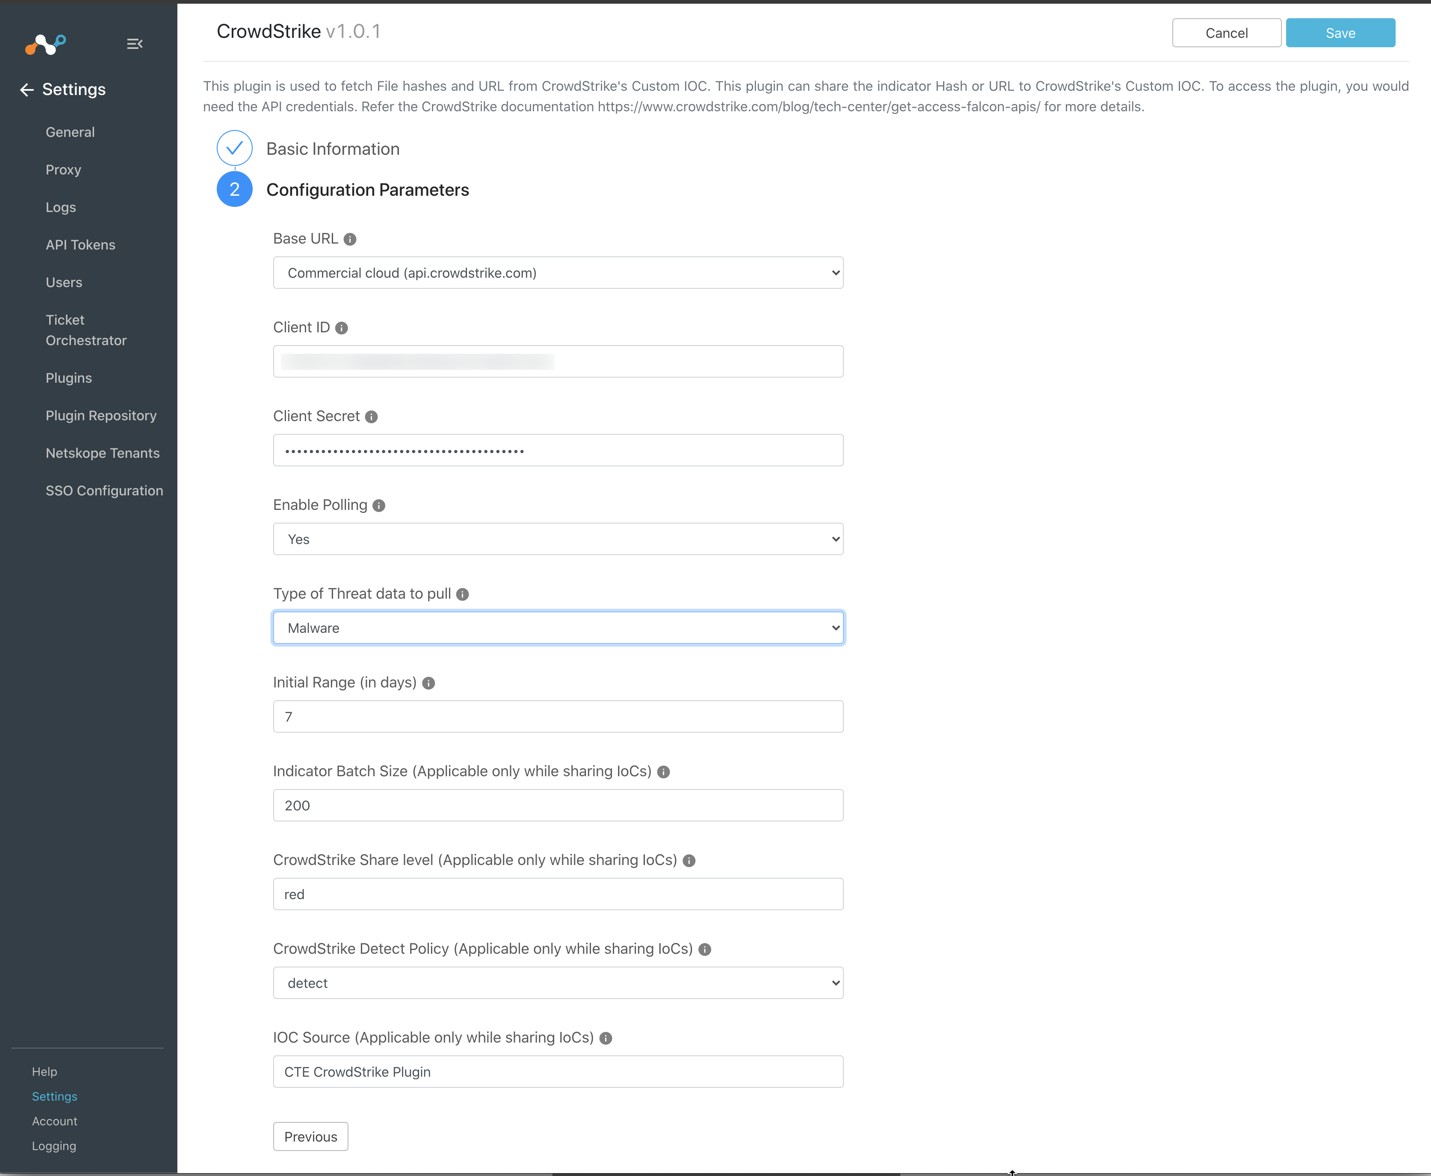 Settings
General
Proxy
Logs
API Tokens
Users
Ticket
Orchestrator
Plugins
Plugin Repository
Netskope Tenants
SSO Configuration
Help
Settings
Account
Logging
CrowdStrike v1.0.1
Cancel
Save
This plugin is used to fetch File hashes and URL from CrowdStrike's Custom IOC. This plugin can share the indicator Hash or URL to CrowdStrike's Custom IOC. To access the plugin, you would
need the API credentials. Refer the CrowdStrike documentation https://www.crowdstrike.com/blog/tech-center/get-access-falcon-apis/ for more details.
Basic Information
2 Configuration Parameters
Base URL
Commercial cloud (api.crowdstrike.com)
Client ID
Client Secret
Enable Polling
Yes
Type of Threat data to pull
Malware
Initial Range (in days)
7
Indicator Batch Size (Applicable only while sharing IoCs)
200
CrowdStrike Share level (Applicable only while sharing IoCs)
red
CrowdStrike Detect Policy (Applicable only while sharing IoCs)
detect
IOC Source (Applicable only while sharing IoCs)
CTE CrowdStrike Plugin
Previous